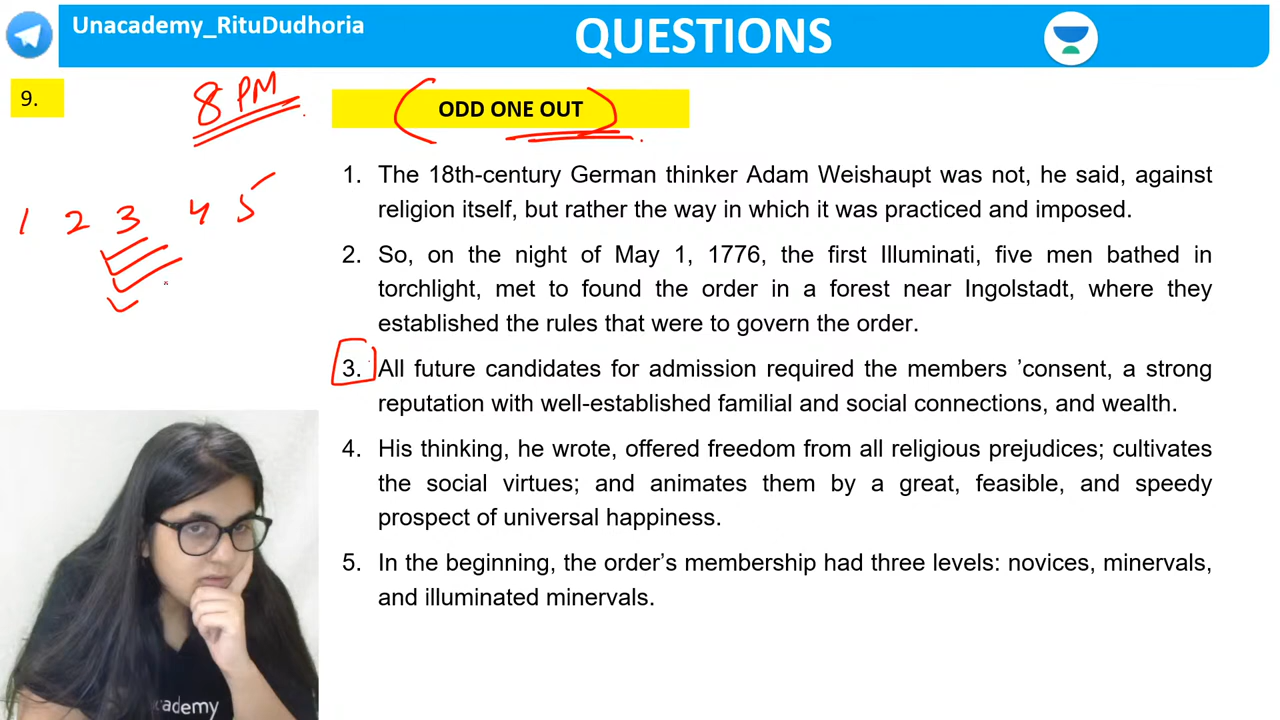 Unacademy_RituDudhoria
QUESTIONS
9.
8 PM
ODD ONE OUT
1 2 3 4 5
1. The 18th-century German thinker Adam Weishaupt was not, he said, against
religion itself, but rather the way in which it was practiced and imposed.
2. So, on the night of May 1, 1776, the first Illuminati, five men bathed in
torchlight, met to found the order in a forest near Ingolstadt, where they
established the rules that were to govern the order.
3. All future candidates for admission required the members ’consent, a strong
reputation with well-established familial and social connections, and wealth.
4. His thinking, he wrote, offered freedom from all religious prejudices; cultivates
the social virtues; and animates them by a great, feasible, and speedy
prospect of universal happiness.
5. In the beginning, the order’s membership had three levels: novices, minervals,
and illuminated minervals.
cademy